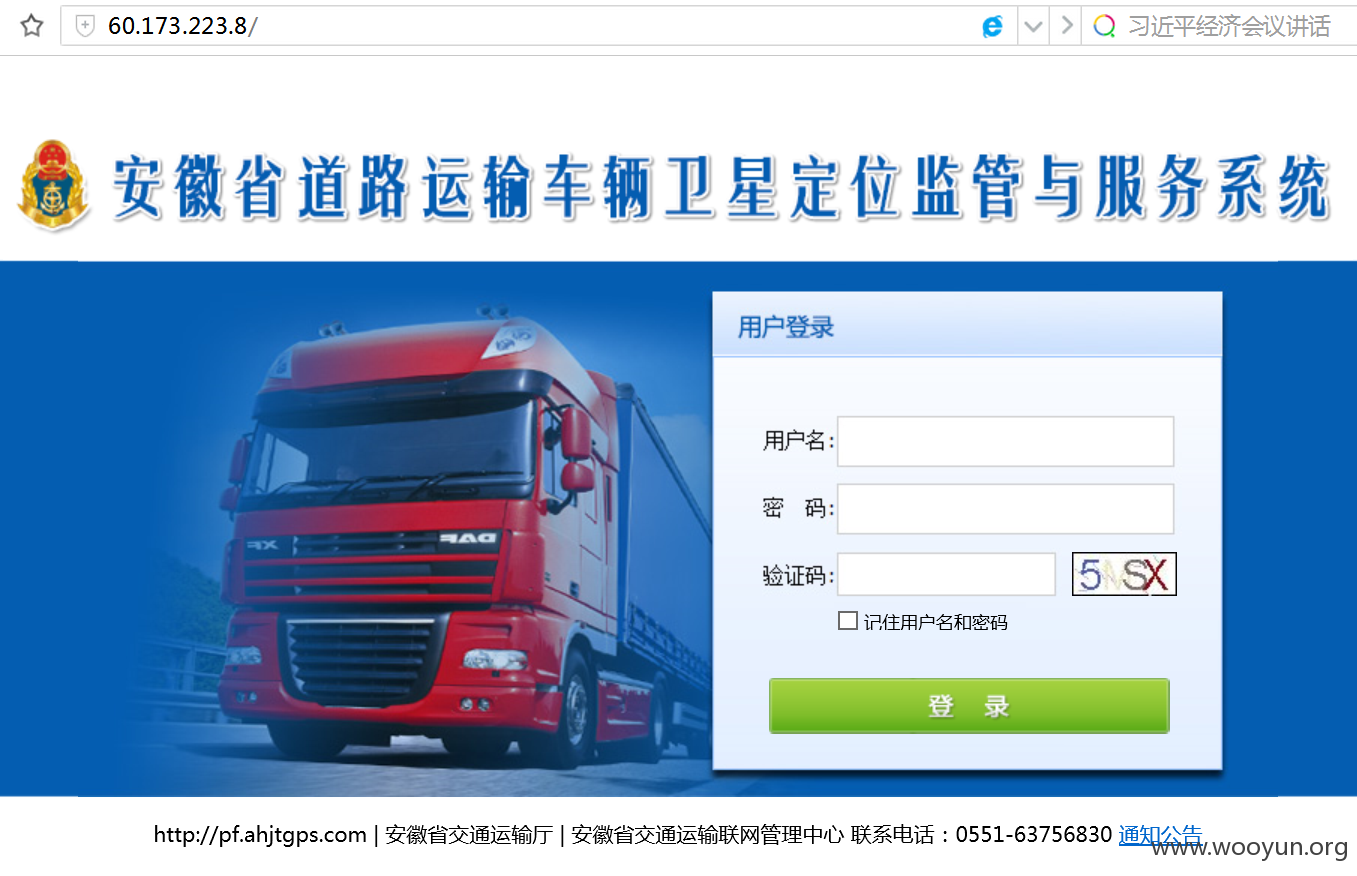 60.173.223.8/
习近平经济会议讲话
安徽省道路运输车辆卫星定位监管与服务系统
用户登录
用户名:
密 码:
验证码:
5MSX
记住用户名和密码
登 录
XF
DAF
http://pf.ahjtgps.com | 安徽省交通运输厅 | 安徽省交通运输联网管理中心 联系电话：0551-63756830 通知公告
www.wooyun.org